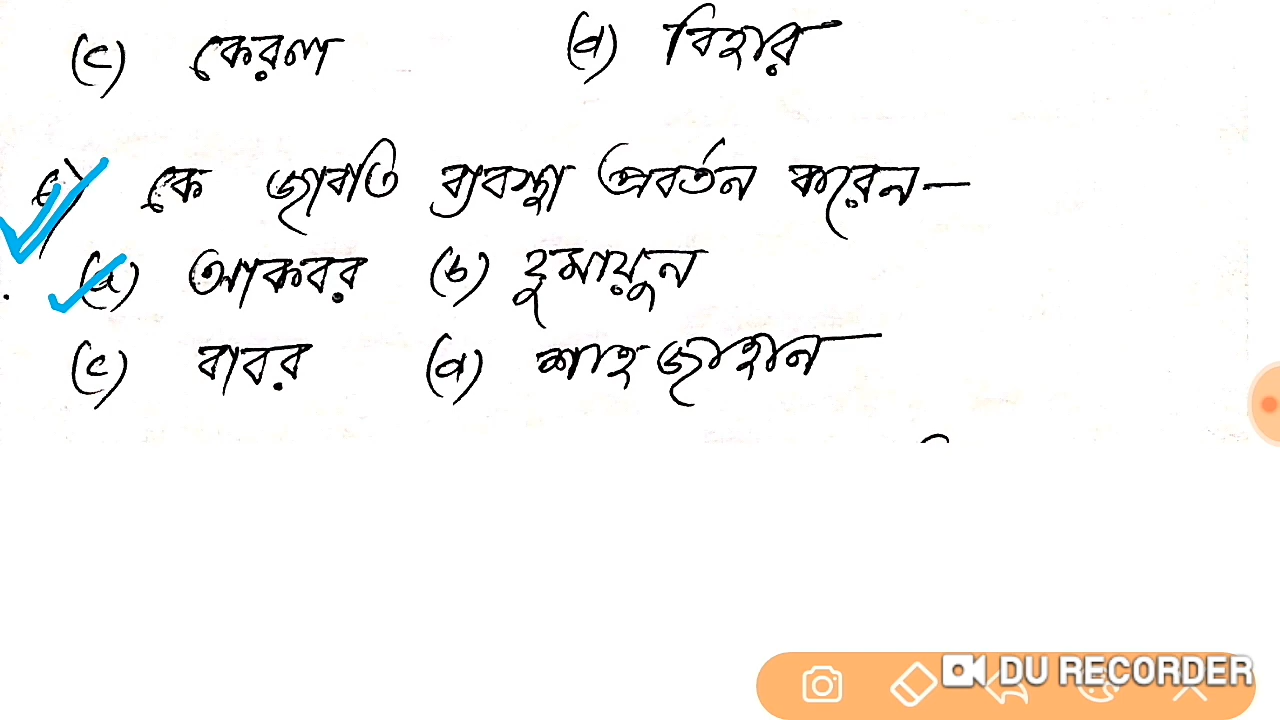 (c) কেরল (d) বিহার
কে জাবতি ব্যবস্থা প্রবর্তন করেন—
(a) আকবর (b) হুমায়ুন
(c) বাবর (d) শাহজাহান
DU RECORDER